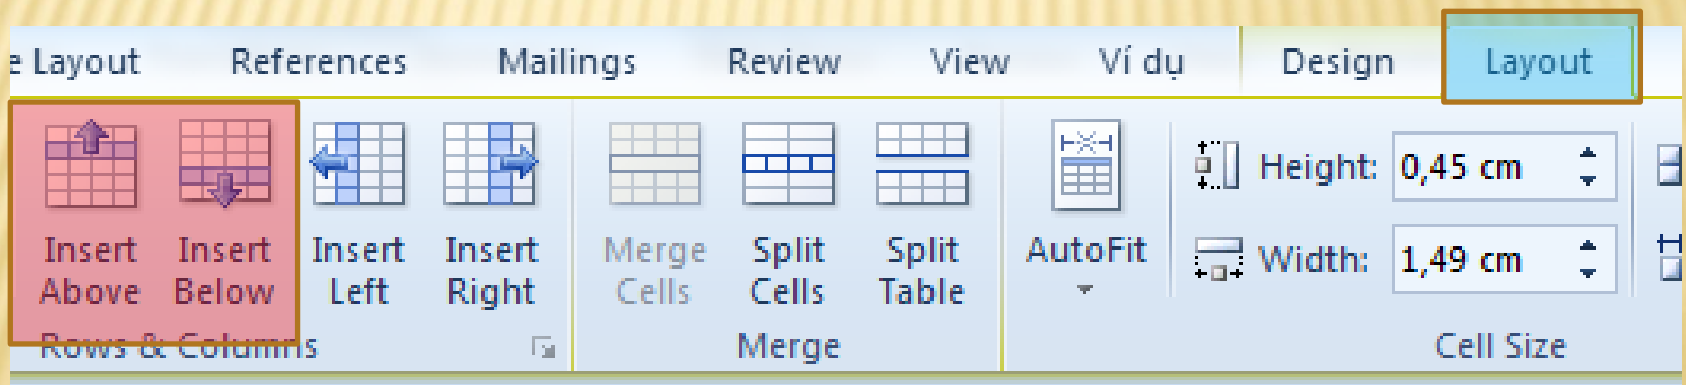 e Layout References Mailings Review View Ví dụ Design Layout
Insert Above Insert Below Insert Left Insert Right Merge Cells Split Cells Split Table AutoFit
Height: 0,45 cm
Width: 1,49 cm
Rows & Columns Merge Cell Size